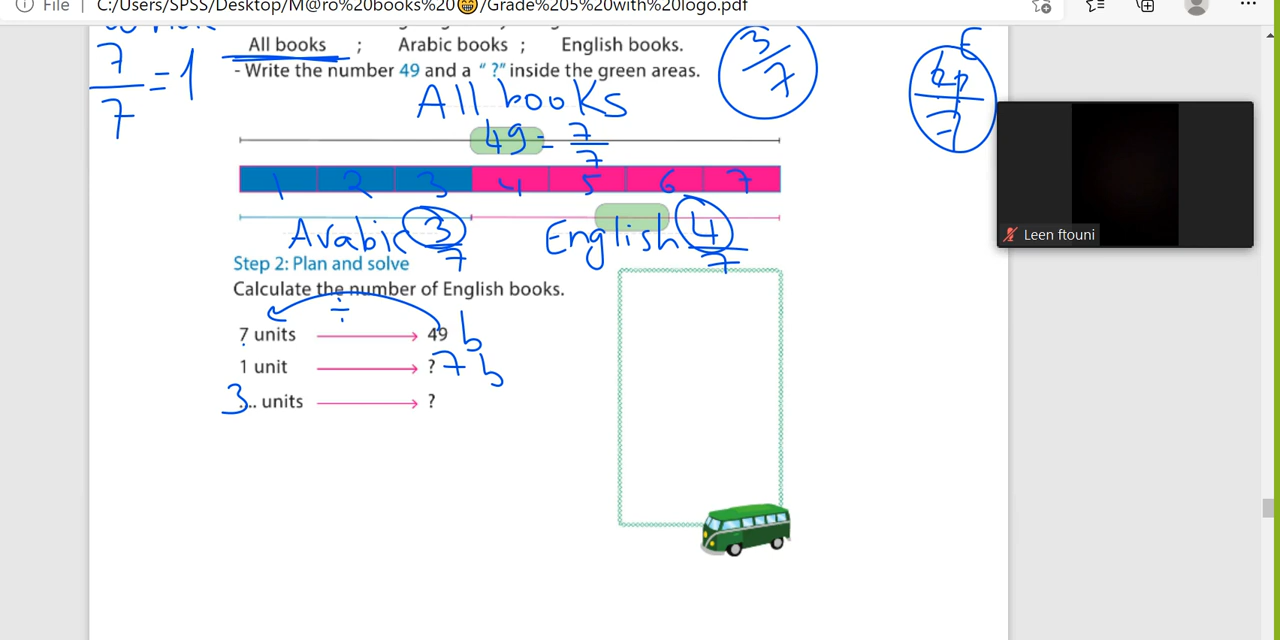 File | C:/Users/SPSS/Desktop/M@ro%20books%20😁/Grade%205%20with%20logo.pdf
All books ; Arabic books ; English books.
- Write the number 49 and a " ?" inside the green areas.
7/7 = 1
3/7
E
All books
49 = 7/7
1 2 3 4 5 6 7
Arabic 3/7 English 4/7
Leen ftouni
Step 2: Plan and solve
Calculate the number of English books.
÷
7 units 49 b
1 unit ? 7 b
3.. units ?